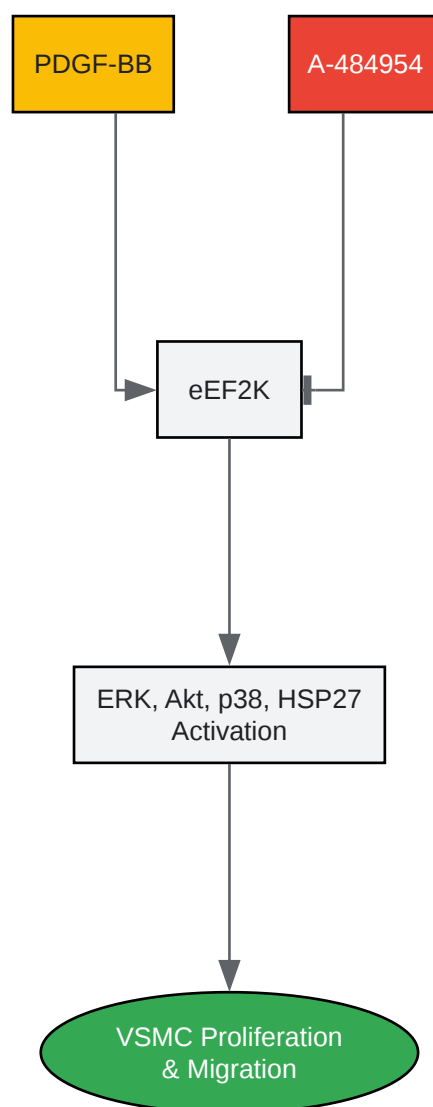 PDGF-BB
A-484954
eEF2K
ERK, Akt, p38, HSP27
Activation
VSMC Proliferation
& Migration